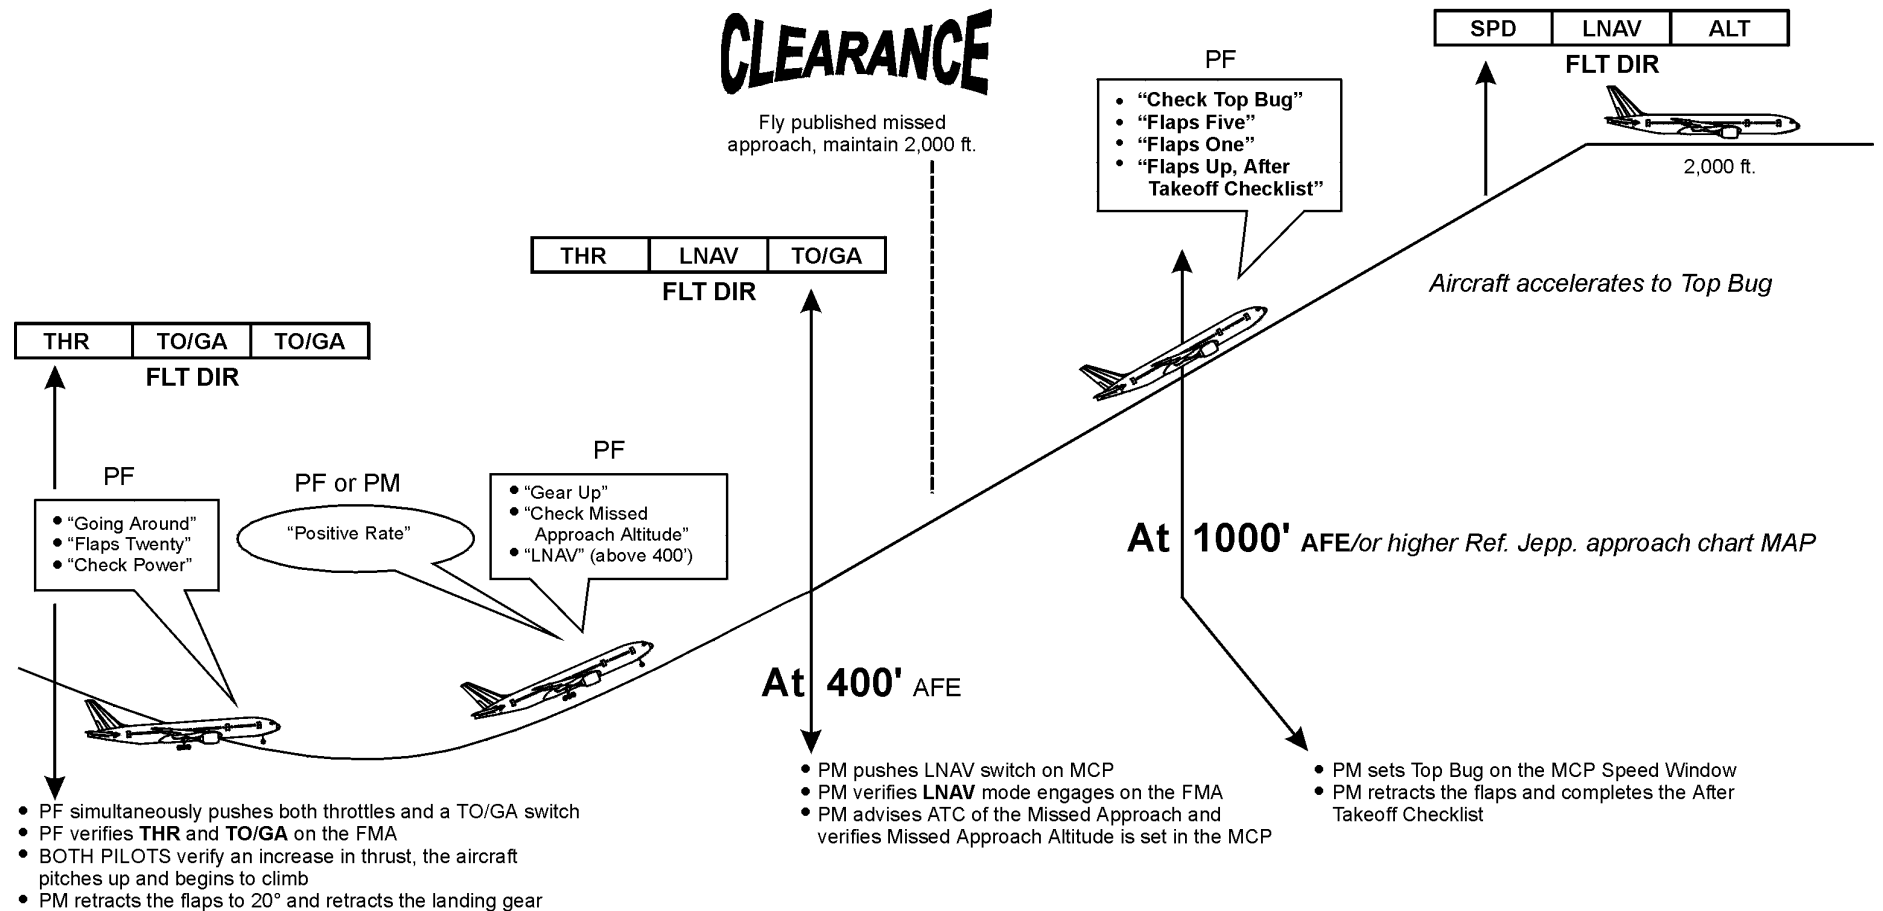 CLEARANCE
Fly published missed
approach, maintain 2,000 ft.
SPD LNAV ALT
FLT DIR
2,000 ft.
PF
• “Check Top Bug”
• “Flaps Five”
• “Flaps One”
• “Flaps Up, After
Takeoff Checklist”
Aircraft accelerates to Top Bug
THR LNAV TO/GA
FLT DIR
THR TO/GA TO/GA
FLT DIR
PF
• “Going Around”
• “Flaps Twenty”
• “Check Power”
PF or PM
“Positive Rate”
PF
• “Gear Up”
• “Check Missed
Approach Altitude”
• “LNAV” (above 400')
At 1000' AFE/or higher Ref. Jepp. approach chart MAP
At 400' AFE
• PF simultaneously pushes both throttles and a TO/GA switch
• PF verifies THR and TO/GA on the FMA
• BOTH PILOTS verify an increase in thrust, the aircraft
pitches up and begins to climb
• PM retracts the flaps to 20° and retracts the landing gear
• PM pushes LNAV switch on MCP
• PM verifies LNAV mode engages on the FMA
• PM advises ATC of the Missed Approach and
verifies Missed Approach Altitude is set in the MCP
• PM sets Top Bug on the MCP Speed Window
• PM retracts the flaps and completes the After
Takeoff Checklist